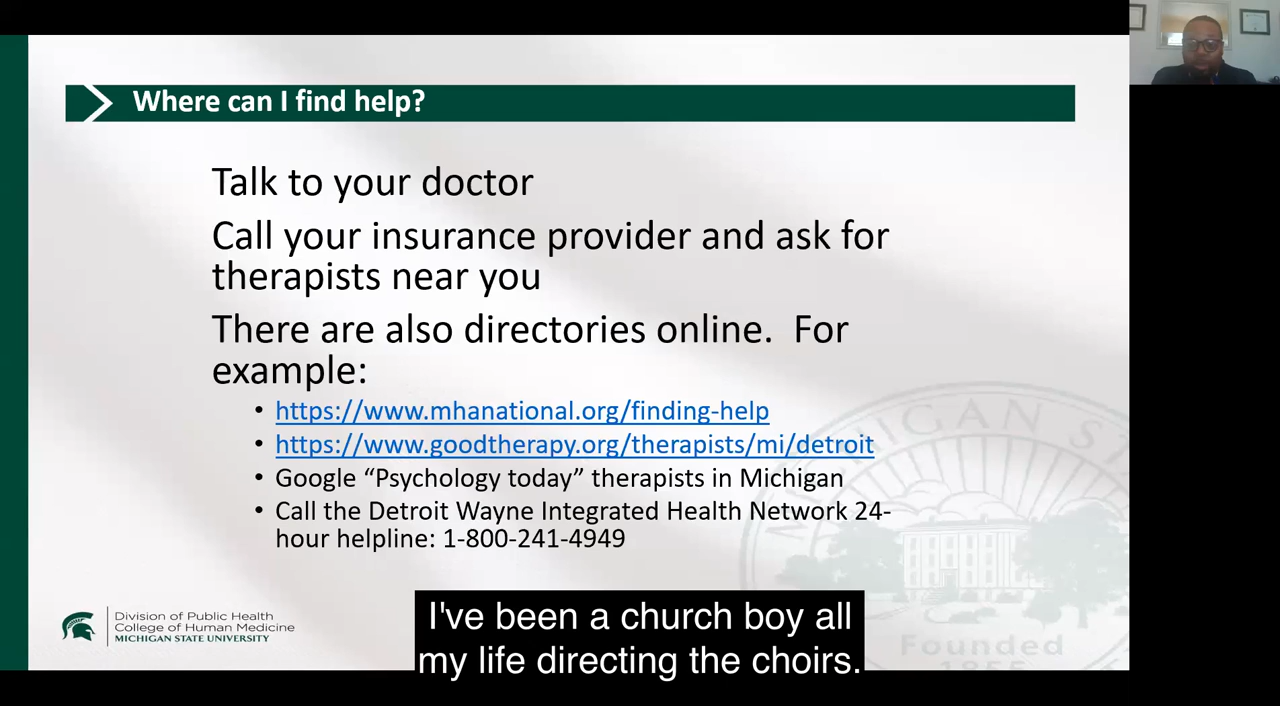 Where can I find help?
Talk to your doctor
Call your insurance provider and ask for
therapists near you
There are also directories online.  For
example:
• https://www.mhanational.org/finding-help
• https://www.goodtherapy.org/therapists/mi/detroit
• Google “Psychology today” therapists in Michigan
• Call the Detroit Wayne Integrated Health Network 24-
hour helpline: 1-800-241-4949
MICHIGAN ST
Founded
1855
Division of Public Health
College of Human Medicine
MICHIGAN STATE UNIVERSITY
I've been a church boy all
my life directing the choirs.